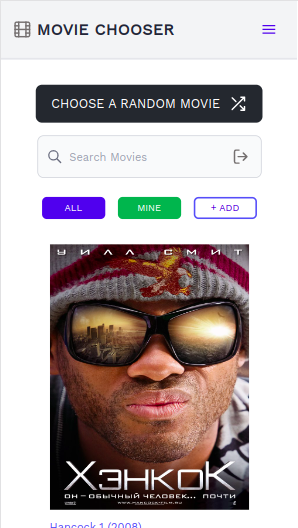 MOVIE CHOOSER
CHOOSE A RANDOM MOVIE
Search Movies
ALL
MINE
+ ADD
УИЛЛ СМИТ
ХЭНКОК
ОН – ОБЫЧНЫЙ ЧЕЛОВЕК... ПОЧТИ
Hancock 1 (2008)